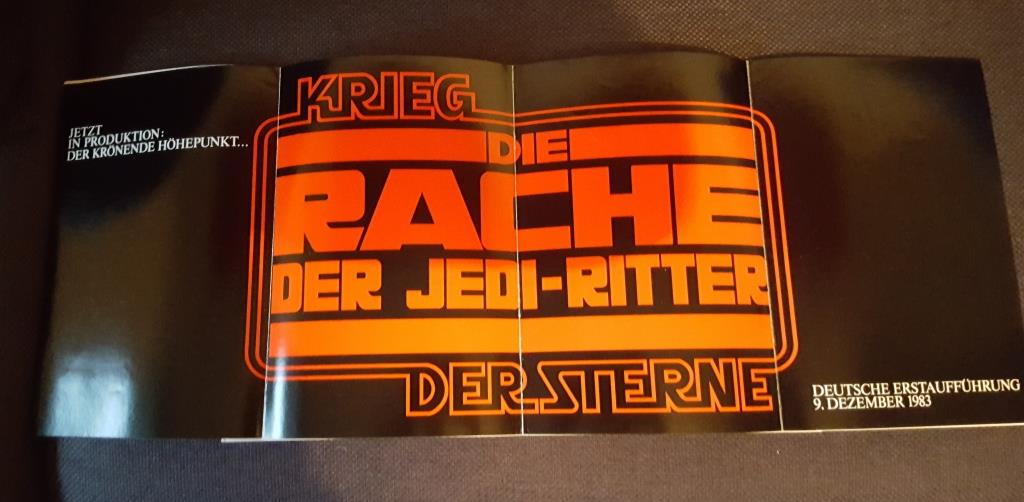 JETZT
IN PRODUKTION:
DER KRÖNENDE HÖHEPUNKT...
KRIEG
DIE
RACHE
DER JEDI-RITTER
DER STERNE
DEUTSCHE ERSTAUFFÜHRUNG
9. DEZEMBER 1983